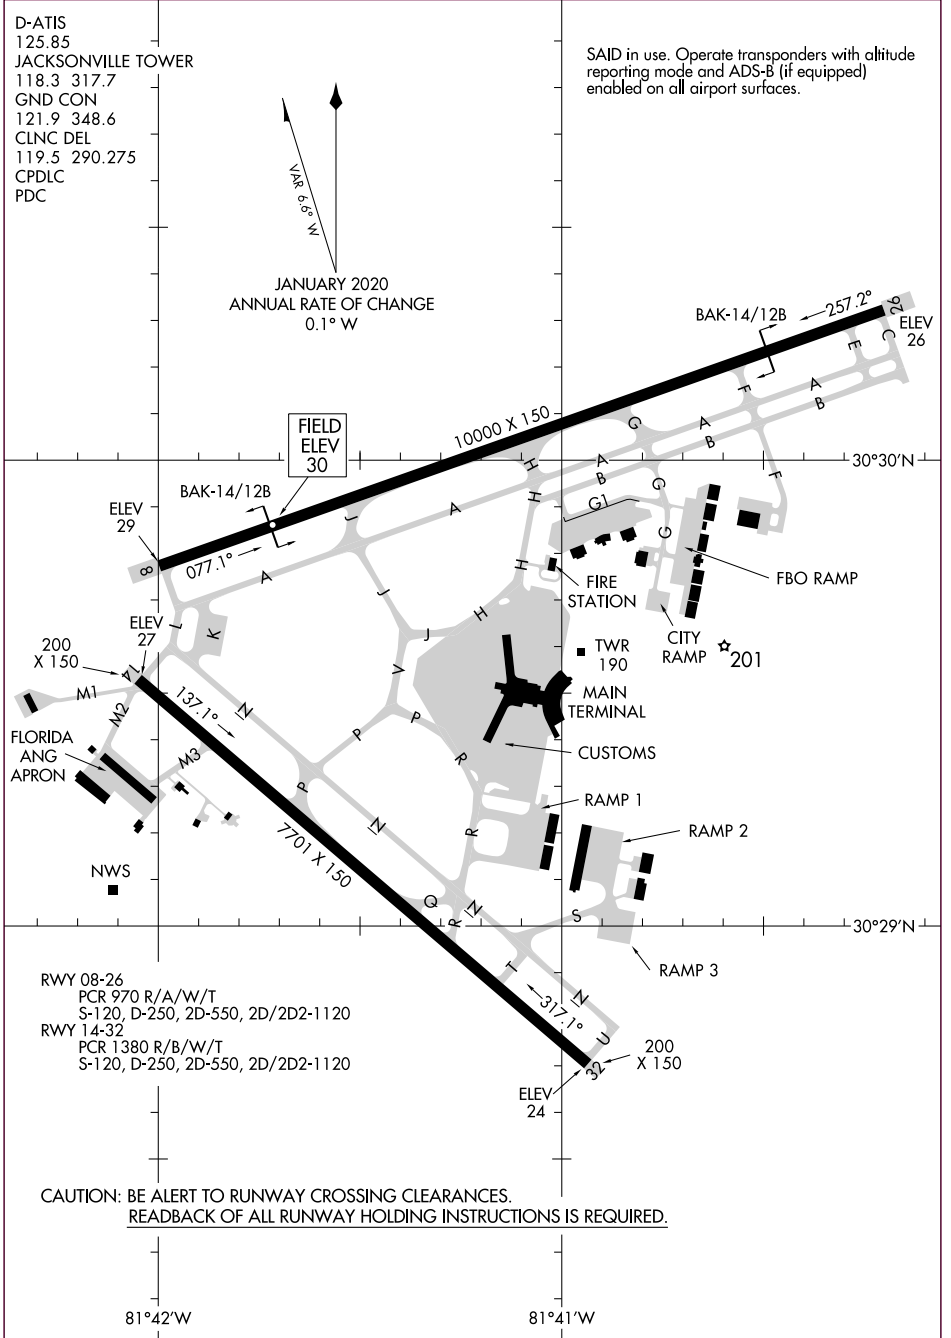 D-ATIS
125.85
JACKSONVILLE TOWER
118.3 317.7
GND CON
121.9 348.6
CLNC DEL
119.5 290.275
CPDLC
PDC
SAID in use. Operate transponders with altitude
reporting mode and ADS-B (if equipped)
enabled on all airport surfaces.
VAR 6.6° W
JANUARY 2020
ANNUAL RATE OF CHANGE
0.1° W
BAK-14/12B
257.2°
26
ELEV
26
C
E
F
A
B
A
B
G
10000 X 150
FIELD
ELEV
30
30°30'N
H
A
B
F
G
G1
H
A
J
BAK-14/12B
ELEV
29
077.1°
8
A
G
H
FIRE
STATION
FBO RAMP
J
H
CITY
RAMP
201
TWR
190
MAIN
TERMINAL
L
K
J
V
ELEV
27
200
X 150
14
M1
M2
137.1°
N
P
P
R
M3
CUSTOMS
FLORIDA
ANG
APRON
P
RAMP 1
N
R
RAMP 2
7701 X 150
NWS
Q
N
R
S
30°29'N
T
RAMP 3
N
317.1°
U
32
200
X 150
ELEV
24
RWY 08-26
PCR 970 R/A/W/T
S-120, D-250, 2D-550, 2D/2D2-1120
RWY 14-32
PCR 1380 R/B/W/T
S-120, D-250, 2D-550, 2D/2D2-1120
CAUTION: BE ALERT TO RUNWAY CROSSING CLEARANCES.
READBACK OF ALL RUNWAY HOLDING INSTRUCTIONS IS REQUIRED.
81°42'W
81°41'W